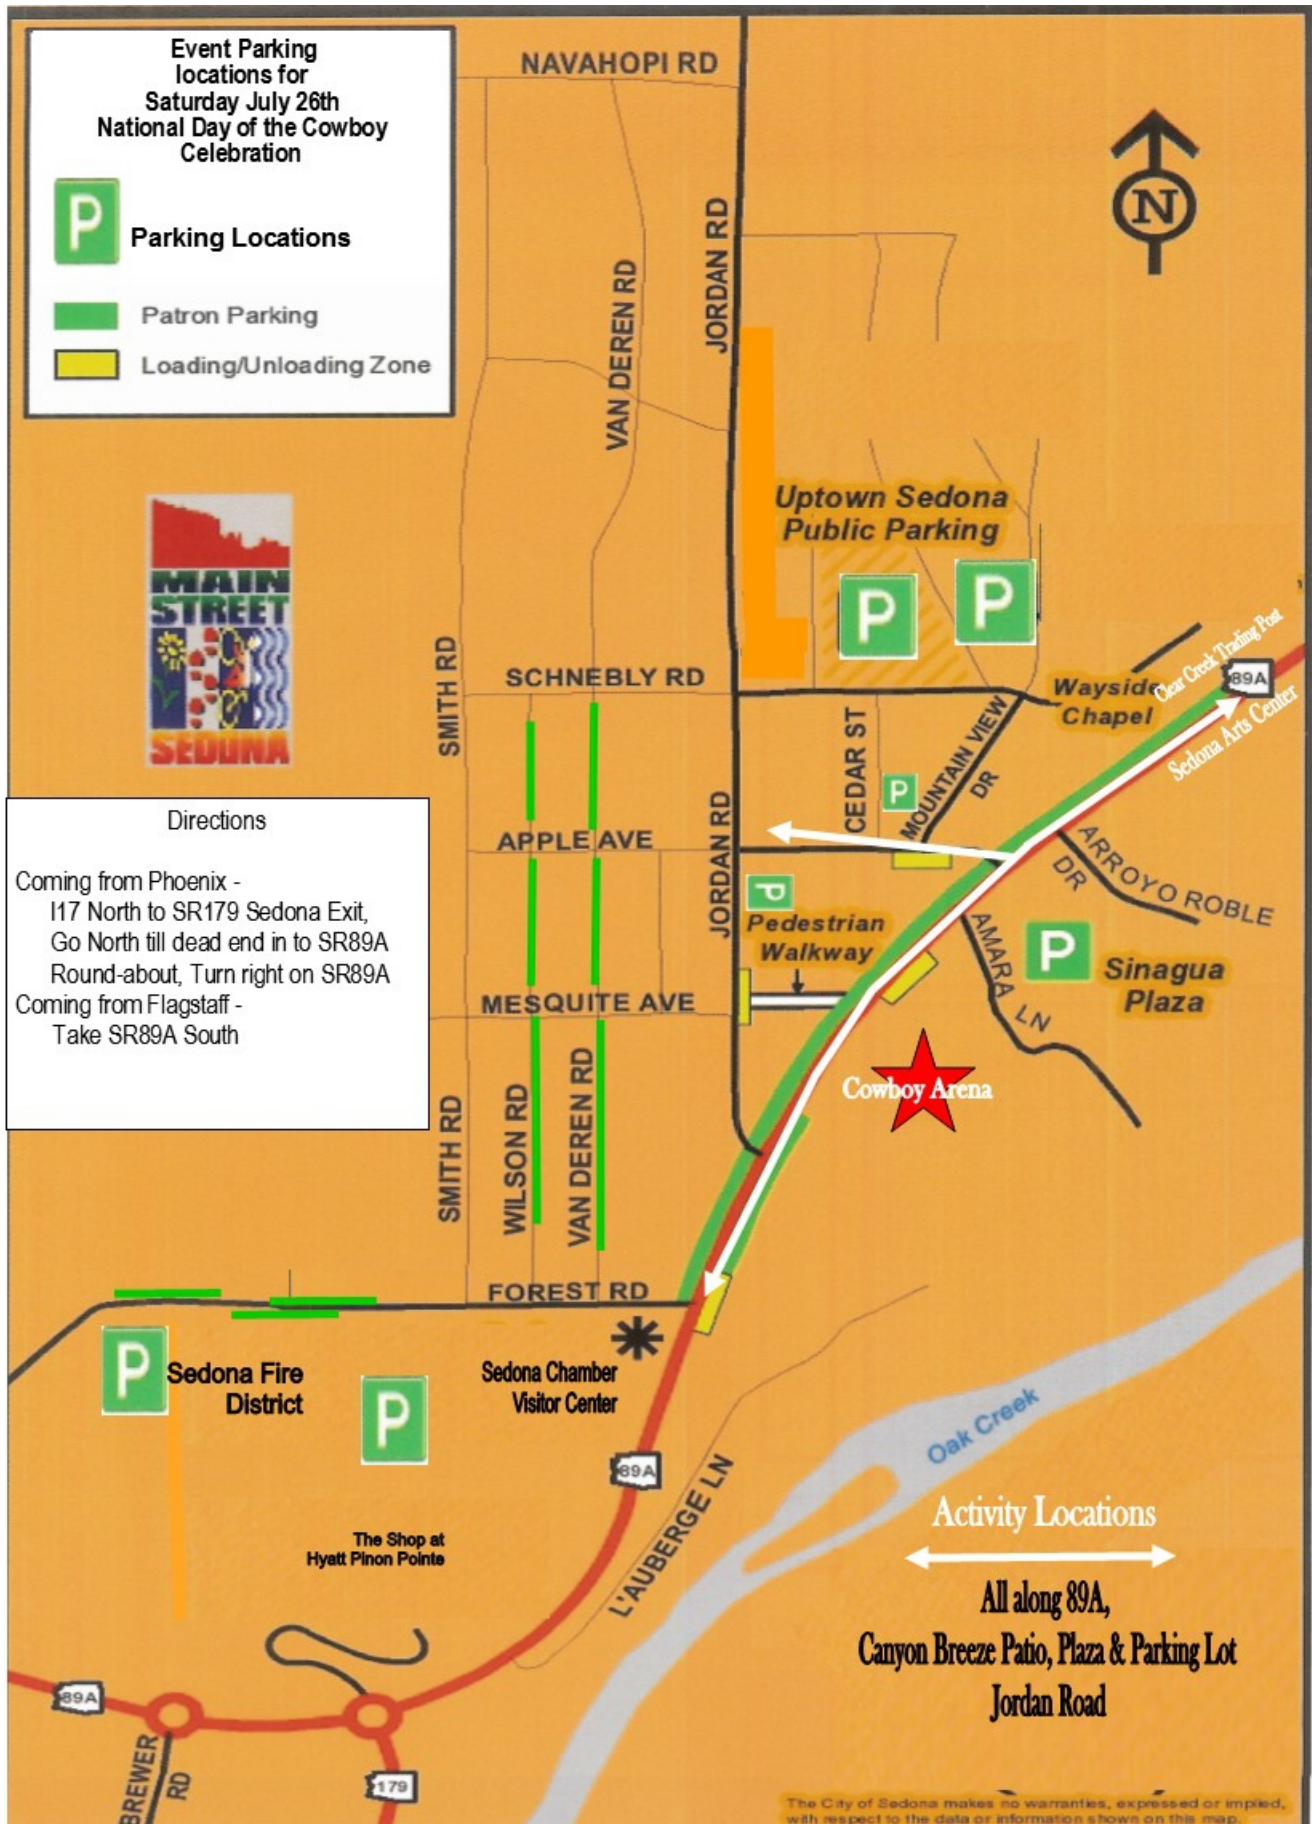 Event Parking
locations for
Saturday July 26th
National Day of the Cowboy
Celebration
P
Parking Locations
Patron Parking
Loading/Unloading Zone
NAVAHOPI RD
N
JORDAN RD
VAN DEREN RD
MAIN
STREET
SEDONA
Uptown Sedona
Public Parking
P
P
SMITH RD
SCHNEBLY RD
Wayside
Chapel
Clear Creek Trading Post
89A
Sedona Arts Center
CEDAR ST
MOUNTAIN VIEW
DR
P
Directions
Coming from Phoenix -
I17 North to SR179 Sedona Exit,
Go North till dead end in to SR89A
Round-about, Turn right on SR89A
Coming from Flagstaff -
Take SR89A South
APPLE AVE
JORDAN RD
P
Pedestrian
Walkway
ARROYO ROBLE
DR
AMARA LN
P
Sinagua
Plaza
MESQUITE AVE
Cowboy Arena
SMITH RD
WILSON RD
VAN DEREN RD
FOREST RD
P
Sedona Fire
District
P
Sedona Chamber
Visitor Center
89A
L'AUBERGE LN
Oak Creek
The Shop at
Hyatt Pinon Pointe
Activity Locations
All along 89A,
Canyon Breeze Patio, Plaza & Parking Lot
Jordan Road
89A
BREWER
RD
179
The City of Sedona makes no warranties, expressed or implied,
with respect to the data or information shown on this map.